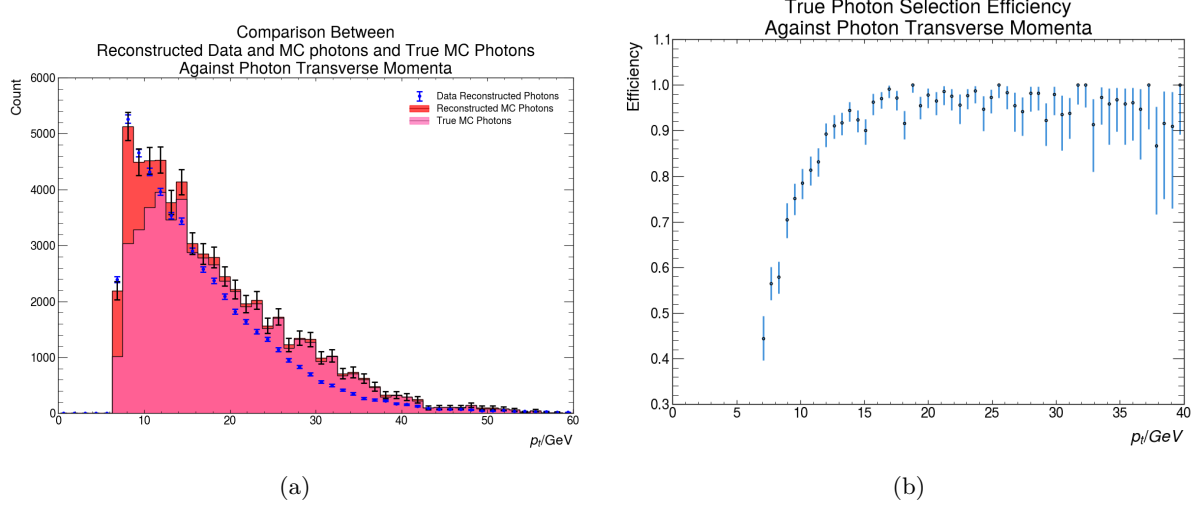 Comparison Between
Reconstructed Data and MC photons and True MC Photons
Against Photon Transverse Momenta
Count
6000
5000
4000
3000
2000
1000
0
Data Reconstructed Photons
Reconstructed MC Photons
True MC Photons
0 10 20 30 40 50 60
p_t/GeV
(a)
True Photon Selection Efficiency
Against Photon Transverse Momenta
Efficiency
1.1
1.0
0.9
0.8
0.7
0.6
0.5
0.4
0.3
0 5 10 15 20 25 30 35 40
p_t/GeV
(b)